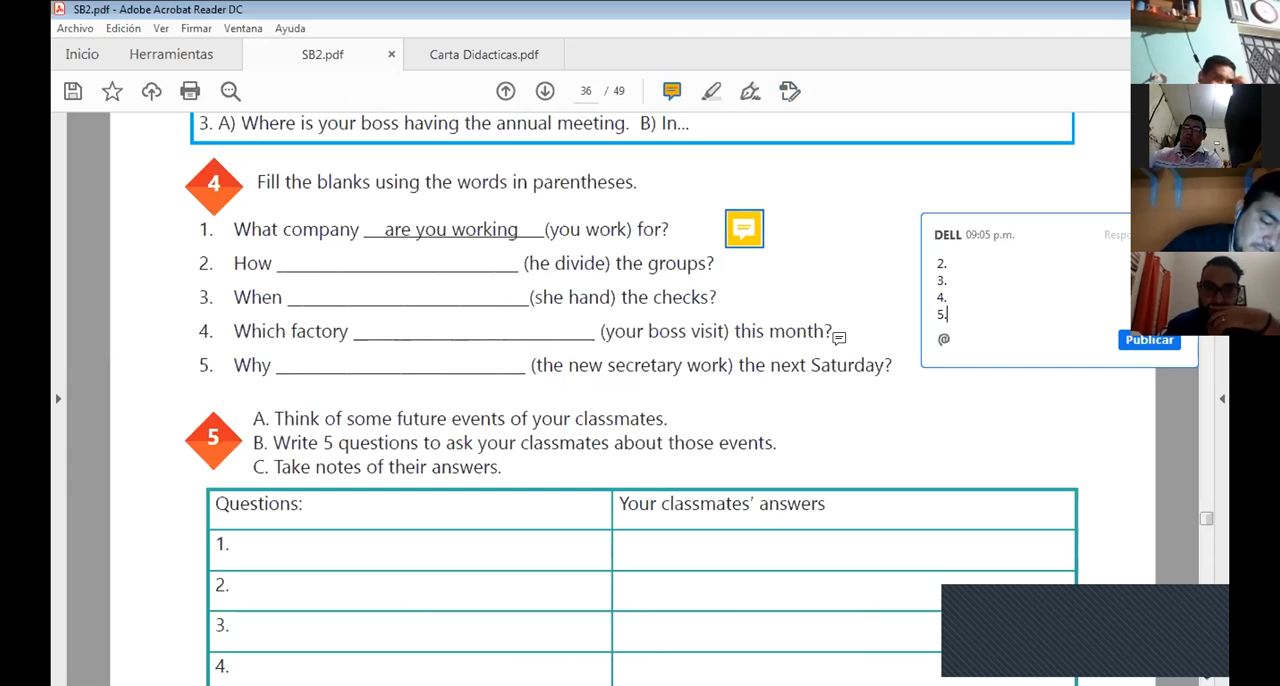 SB2.pdf - Adobe Acrobat Reader DC
Archivo Edición Ver Firmar Ventana Ayuda
Inicio Herramientas SB2.pdf × Carta Didacticas.pdf
36 / 49
3. A) Where is your boss having the annual meeting. B) In...
4 Fill the blanks using the words in parentheses.
1. What company __are you working___(you work) for?
2. How ________________________ (he divide) the groups?
3. When ________________________(she hand) the checks?
4. Which factory ________________________ (your boss visit) this month?
5. Why _________________________ (the new secretary work) the next Saturday?
DELL 09:05 p.m.
2.
3.
4.
5.
@ Publicar
5 A. Think of some future events of your classmates.
B. Write 5 questions to ask your classmates about those events.
C. Take notes of their answers.
Questions: Your classmates' answers
1.
2.
3.
4.